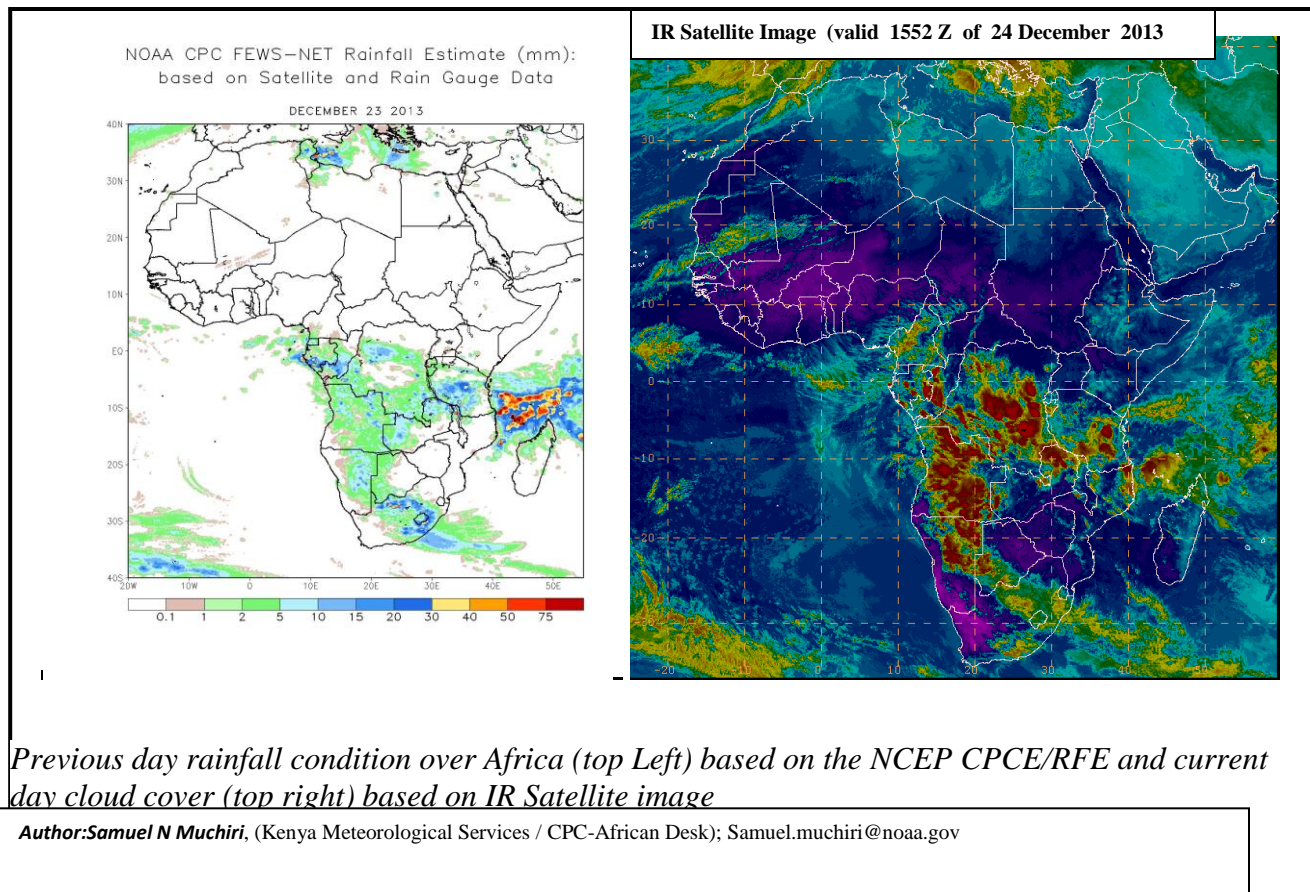 NOAA CPC FEWS-NET Rainfall Estimate (mm):
based on Satellite and Rain Gauge Data
DECEMBER 23 2013
40N
30N
20N
10N
EQ
10S
20S
30S
40S
20W 10W 0 10E 20E 30E 40E 50E
0.1 1 2 5 10 15 20 30 40 50 75
IR Satellite Image (valid 1552 Z of 24 December 2013
30
20
10
0
-10
-20
-20 -10 0 10 20 30 40 50
Previous day rainfall condition over Africa (top Left) based on the NCEP CPCE/RFE and current
day cloud cover (top right) based on IR Satellite image
Author:Samuel N Muchiri, (Kenya Meteorological Services / CPC-African Desk); Samuel.muchiri@noaa.gov